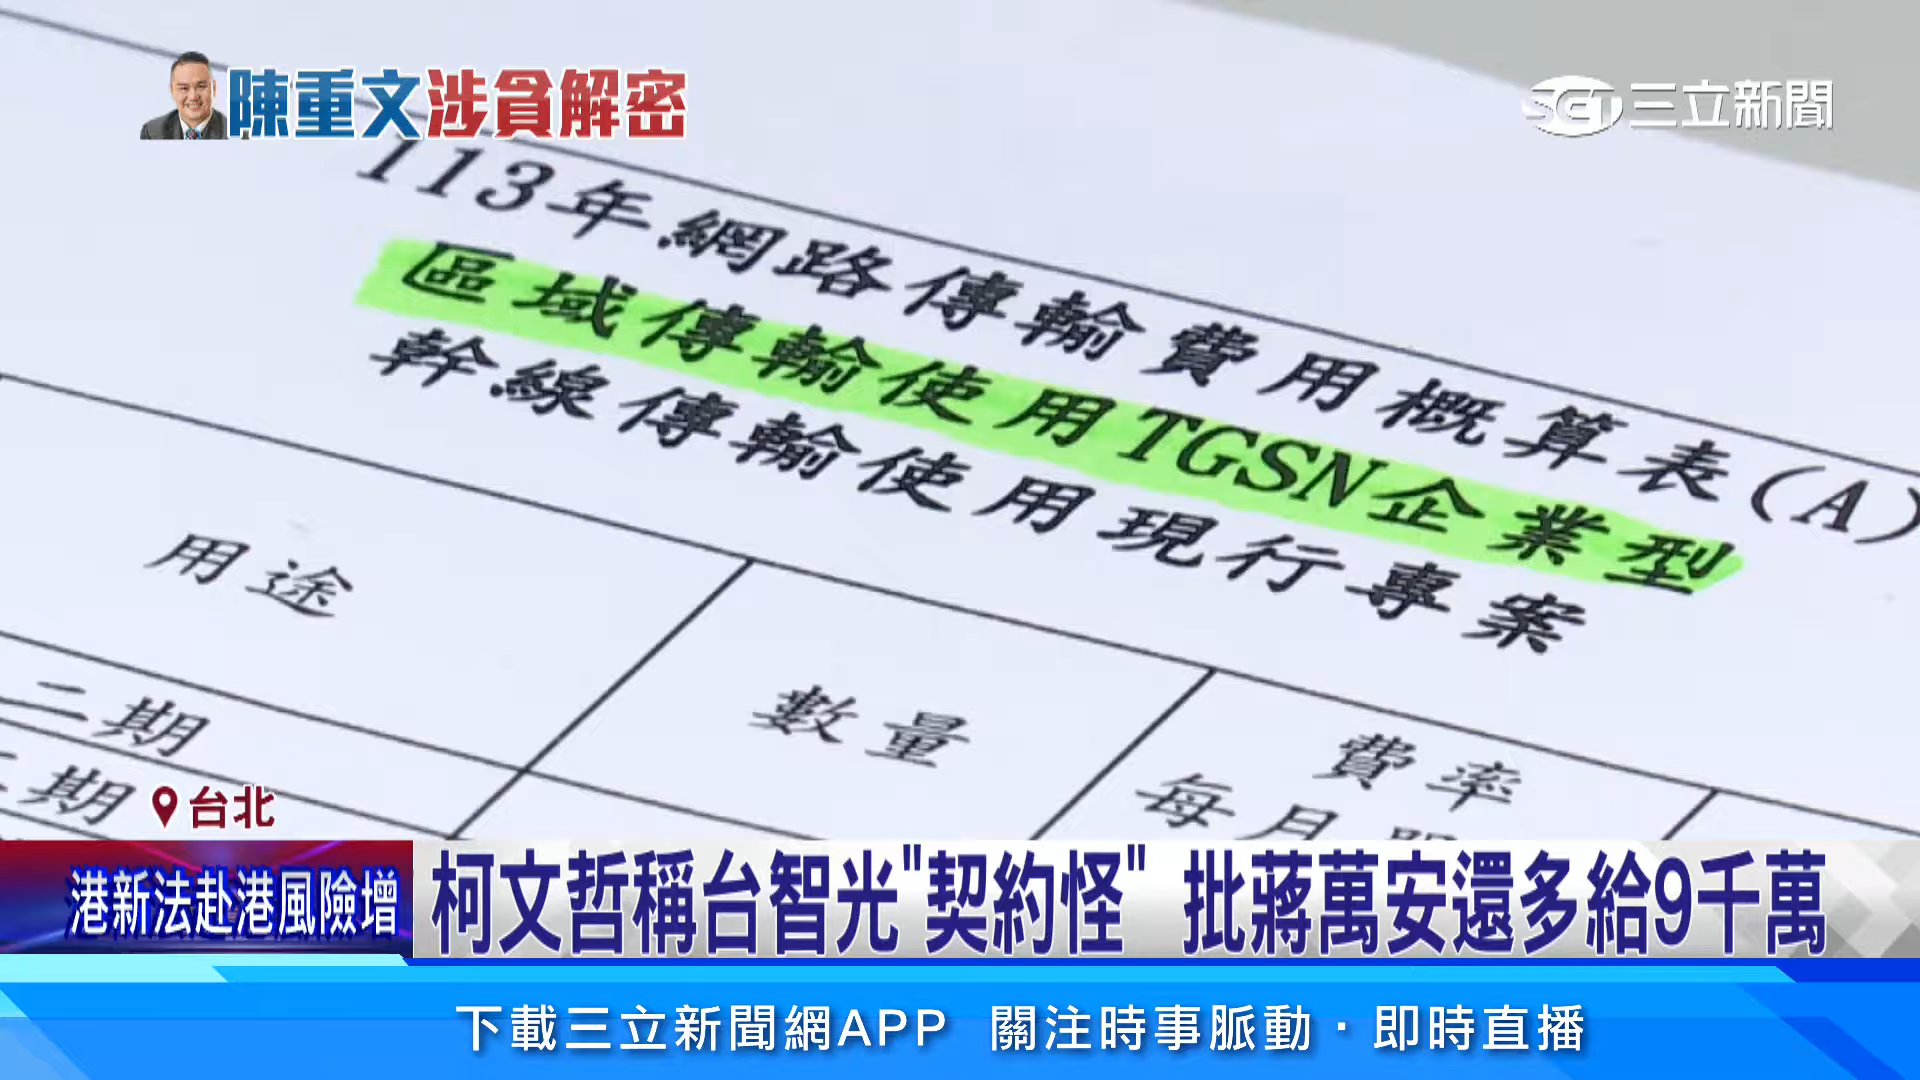 陳重文涉貪解密
SET三立新聞
113年網路傳輸費用概算表(A)
區域傳輸使用TGSN企業型
幹線傳輸使用現行專案
用途
數量
費率
每月
二期
期
台北
港新法赴港風險增
柯文哲稱台智光"契約怪" 批蔣萬安還多給9千萬
下載三立新聞網APP 關注時事脈動·即時直播